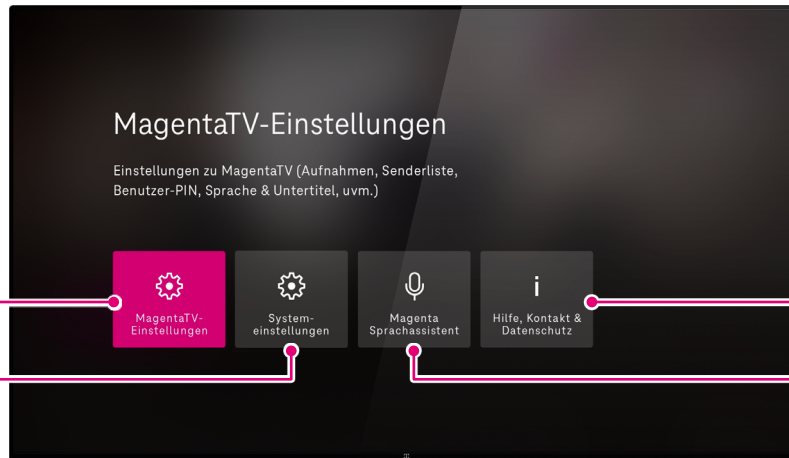 MagentaTV-Einstellungen
Einstellungen zu MagentaTV (Aufnahmen, Senderliste,
Benutzer-PIN, Sprache & Untertitel, uvm.)
MagentaTV-
Einstellungen
System-
einstellungen
Magenta
Sprachassistent
Hilfe, Kontakt &
Datenschutz